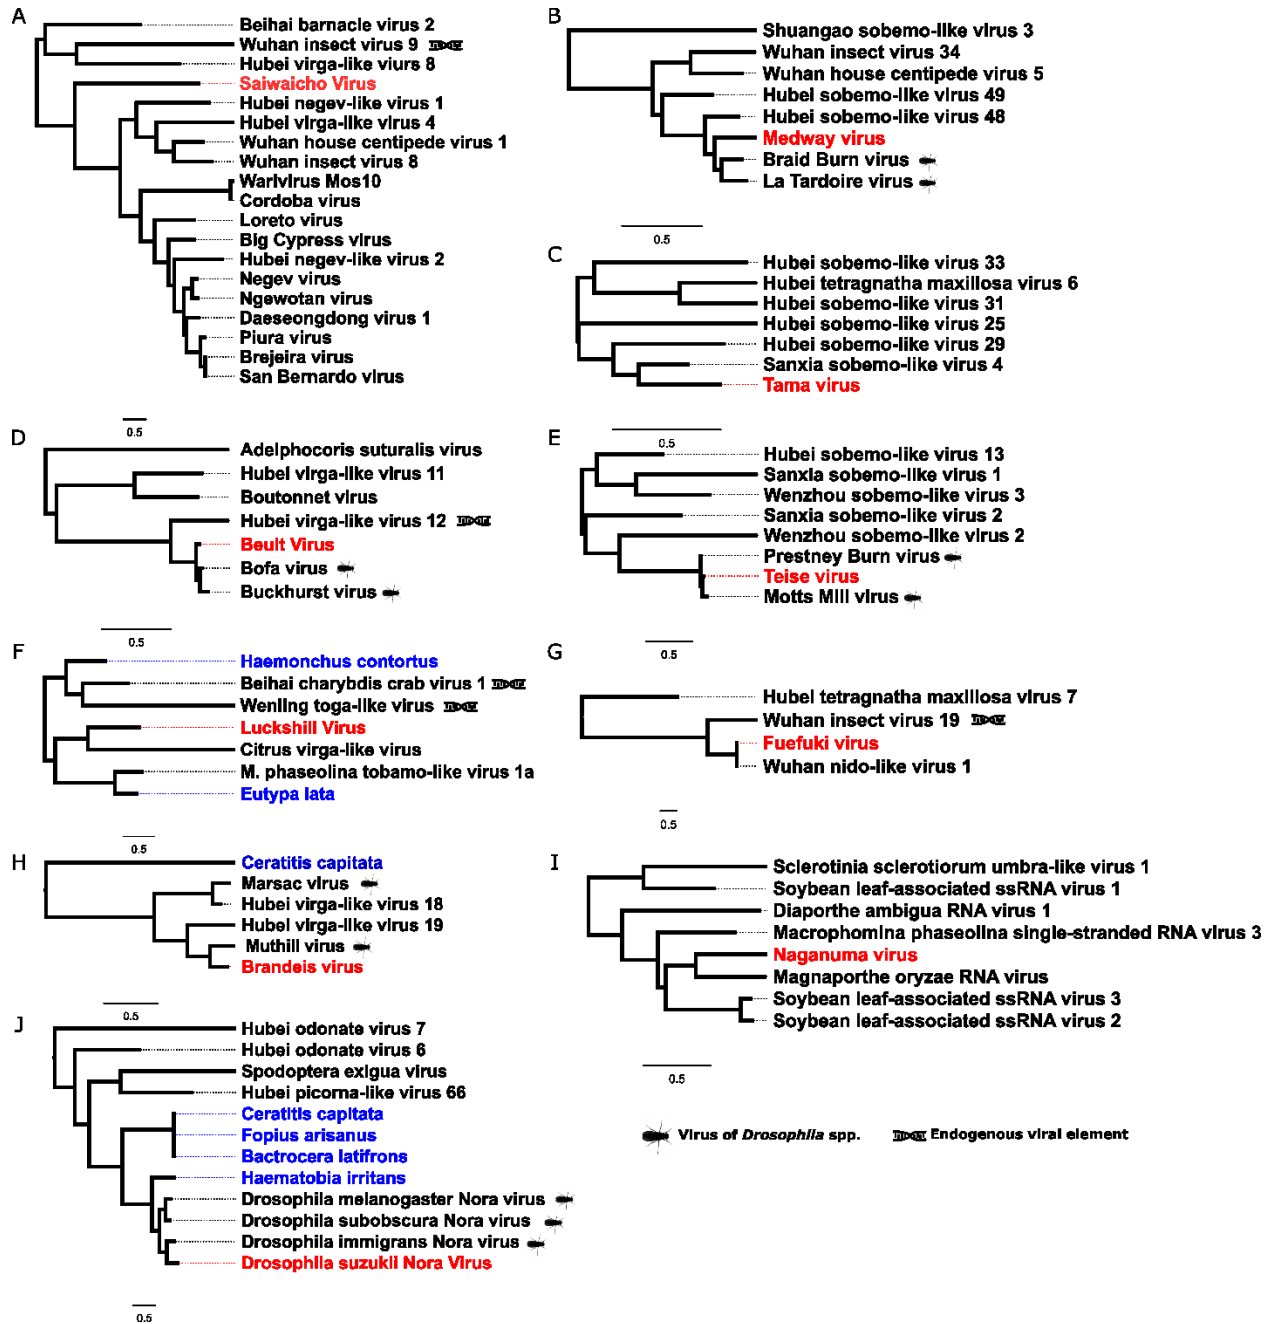 A
Beihai barnacle virus 2
Wuhan insect virus 9
Hubei virga-like viurs 8
Saiwaicho Virus
Hubei negev-like virus 1
Hubei virga-like virus 4
Wuhan house centipede virus 1
Wuhan insect virus 8
Warivirus Mos10
Cordoba virus
Loreto virus
Big Cypress virus
Hubei negev-like virus 2
Negev virus
Ngewotan virus
Daeseongdong virus 1
Piura virus
Brejeira virus
San Bernardo virus
0.5
B
Shuangao sobemo-like virus 3
Wuhan insect virus 34
Wuhan house centipede virus 5
Hubei sobemo-like virus 49
Hubei sobemo-like virus 48
Medway virus
Braid Burn virus
La Tardoire virus
0.5
C
Hubei sobemo-like virus 33
Hubei tetragnatha maxillosa virus 6
Hubei sobemo-like virus 31
Hubei sobemo-like virus 25
Hubei sobemo-like virus 29
Sanxia sobemo-like virus 4
Tama virus
0.5
D
Adelphocoris suturalis virus
Hubei virga-like virus 11
Boutonnet virus
Hubei virga-like virus 12
Beult Virus
Bofa virus
Buckhurst virus
0.5
E
Hubei sobemo-like virus 13
Sanxia sobemo-like virus 1
Wenzhou sobemo-like virus 3
Sanxia sobemo-like virus 2
Wenzhou sobemo-like virus 2
Prestney Burn virus
Teise virus
Motts Mill virus
0.5
F
Haemonchus contortus
Beihai charybdis crab virus 1
Wenling toga-like virus
Luckshill Virus
Citrus virga-like virus
M. phaseolina tobamo-like virus 1a
Eutypa lata
0.5
G
Hubei tetragnatha maxillosa virus 7
Wuhan insect virus 19
Fuefuki virus
Wuhan nido-like virus 1
0.5
H
Ceratitis capitata
Marsac virus
Hubei virga-like virus 18
Hubei virga-like virus 19
Muthill virus
Brandeis virus
0.5
I
Sclerotinia sclerotiorum umbra-like virus 1
Soybean leaf-associated ssRNA virus 1
Diaporthe ambigua RNA virus 1
Macrophomina phaseolina single-stranded RNA virus 3
Naganuma virus
Magnaporthe oryzae RNA virus
Soybean leaf-associated ssRNA virus 3
Soybean leaf-associated ssRNA virus 2
0.5
J
Hubei odonate virus 7
Hubei odonate virus 6
Spodoptera exigua virus
Hubei picorna-like virus 66
Ceratitis capitata
Fopius arisanus
Bactrocera latifrons
Haematobia irritans
Drosophila melanogaster Nora virus
Drosophila subobscura Nora virus
Drosophila immigrans Nora virus
Drosophila suzukii Nora Virus
0.5
Virus of Drosophila spp.
Endogenous viral element